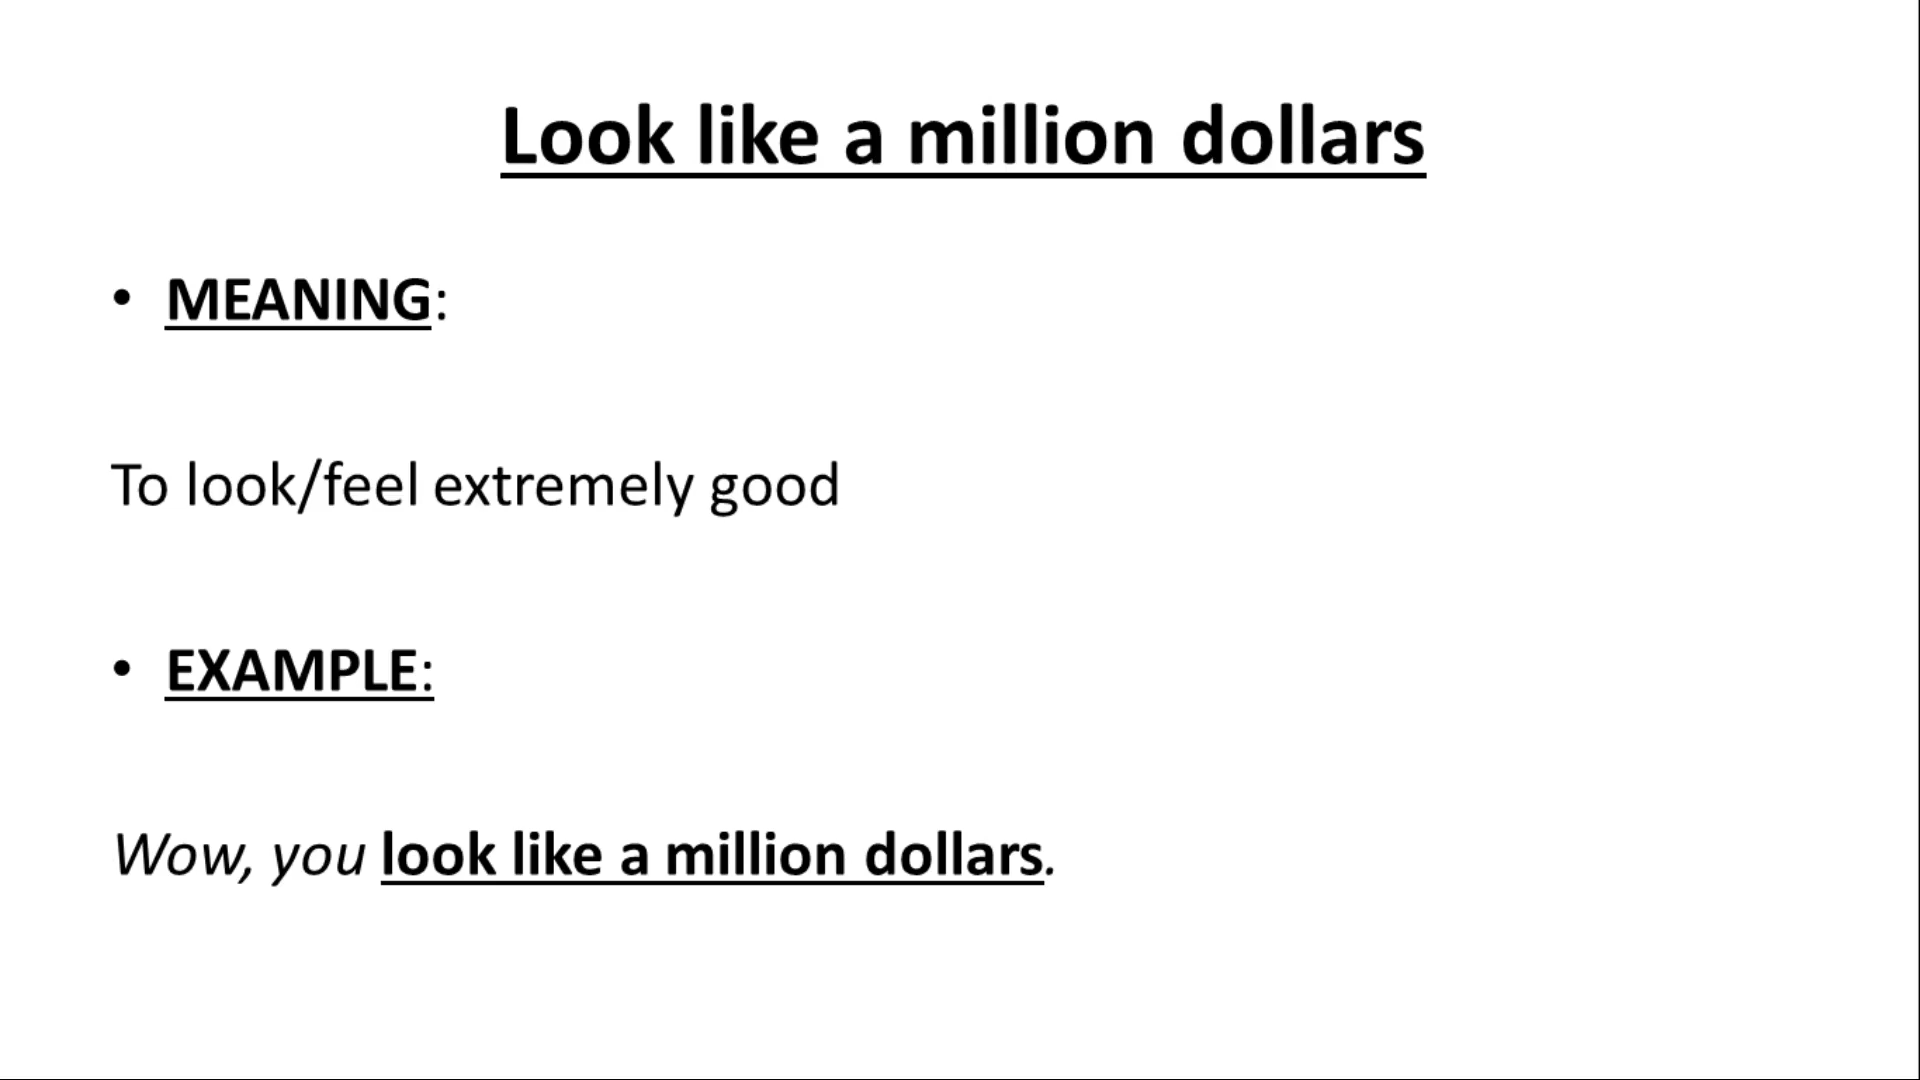 Look like a million dollars
• MEANING:
To look/feel extremely good
• EXAMPLE:
Wow, you look like a million dollars.